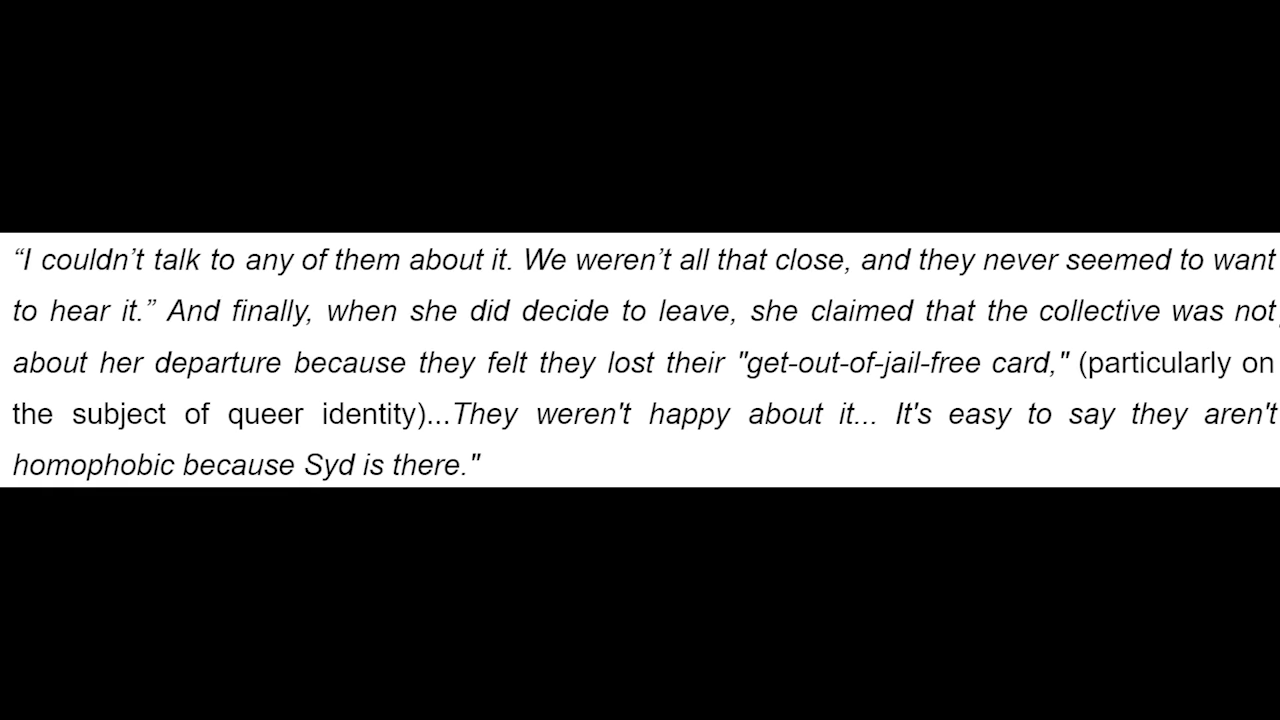 “I couldn’t talk to any of them about it. We weren’t all that close, and they never seemed to want
to hear it.” And finally, when she did decide to leave, she claimed that the collective was not
about her departure because they felt they lost their "get-out-of-jail-free card," (particularly on
the subject of queer identity)...They weren't happy about it... It's easy to say they aren't
homophobic because Syd is there."